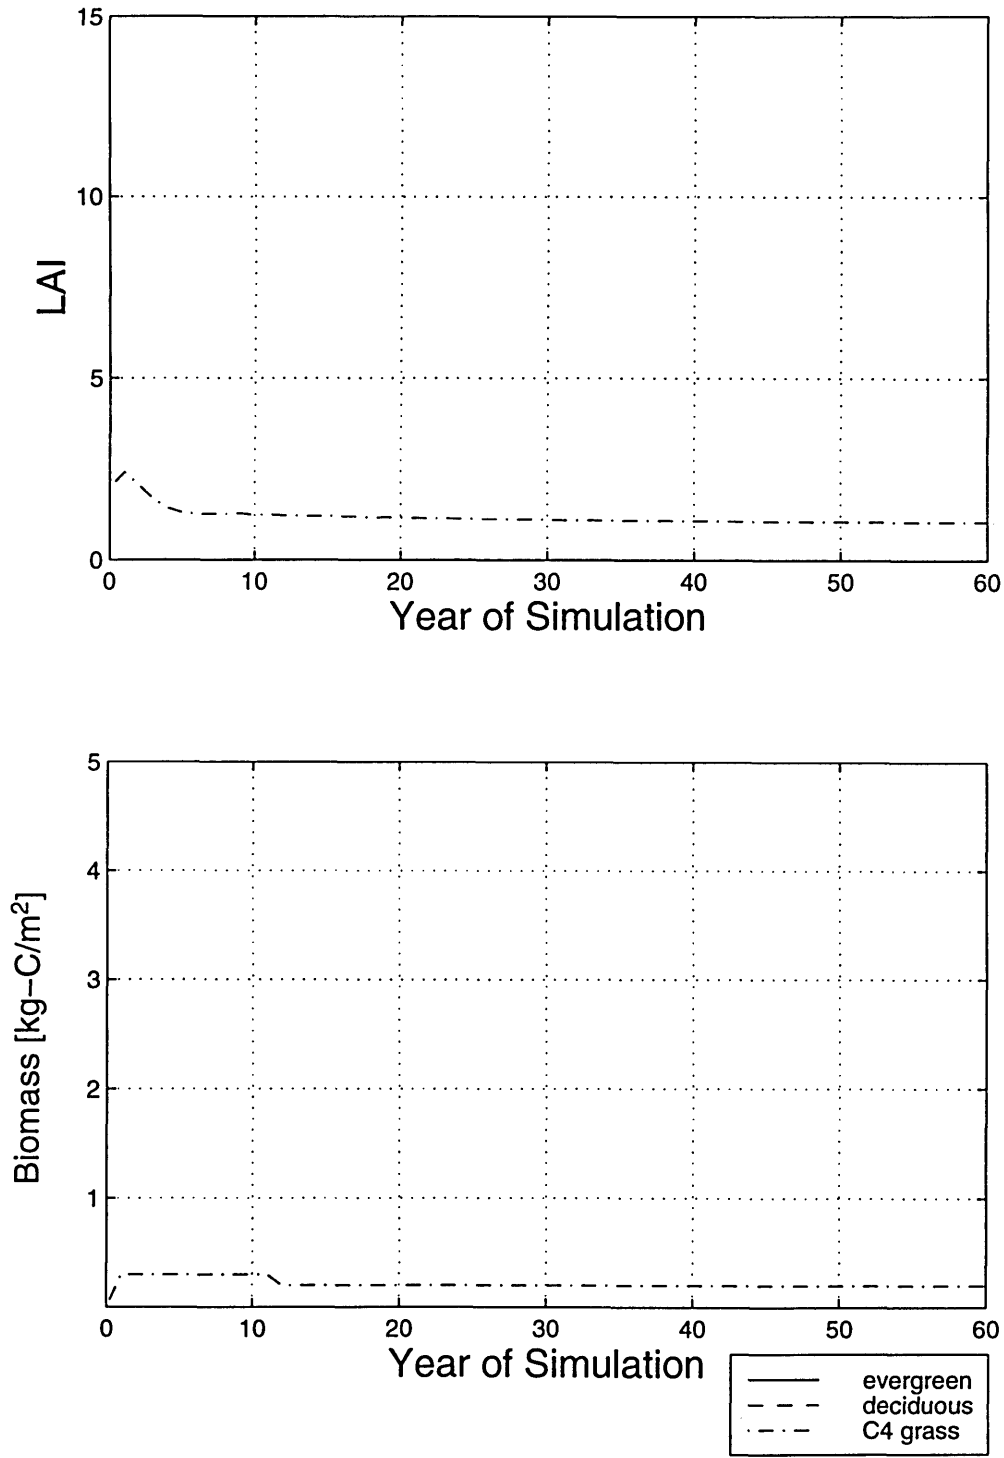 15
10
5
0
LAI
0 10 20 30 40 50 60
Year of Simulation
5
4
3
2
1
Biomass [kg–C/m²]
0 10 20 30 40 50 60
Year of Simulation
evergreen
deciduous
C4 grass